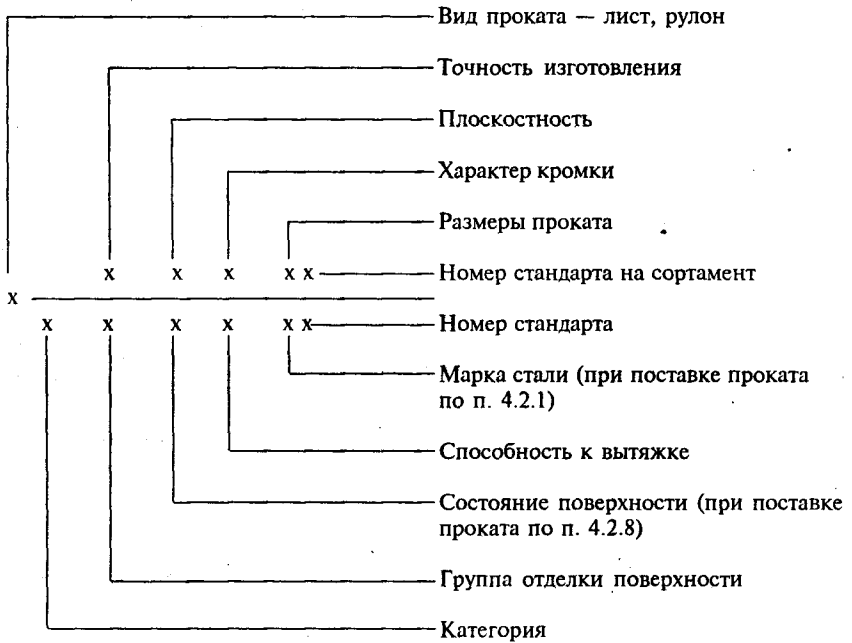 Вид проката — лист, рулон
Точность изготовления
Плоскостность
Характер кромки
Размеры проката
х х х х х Номер стандарта на сортамент
х
х х х х х х Номер стандарта
Марка стали (при поставке проката
по п. 4.2.1)
Способность к вытяжке
Состояние поверхности (при поставке
проката по п. 4.2.8)
Группа отделки поверхности
Категория